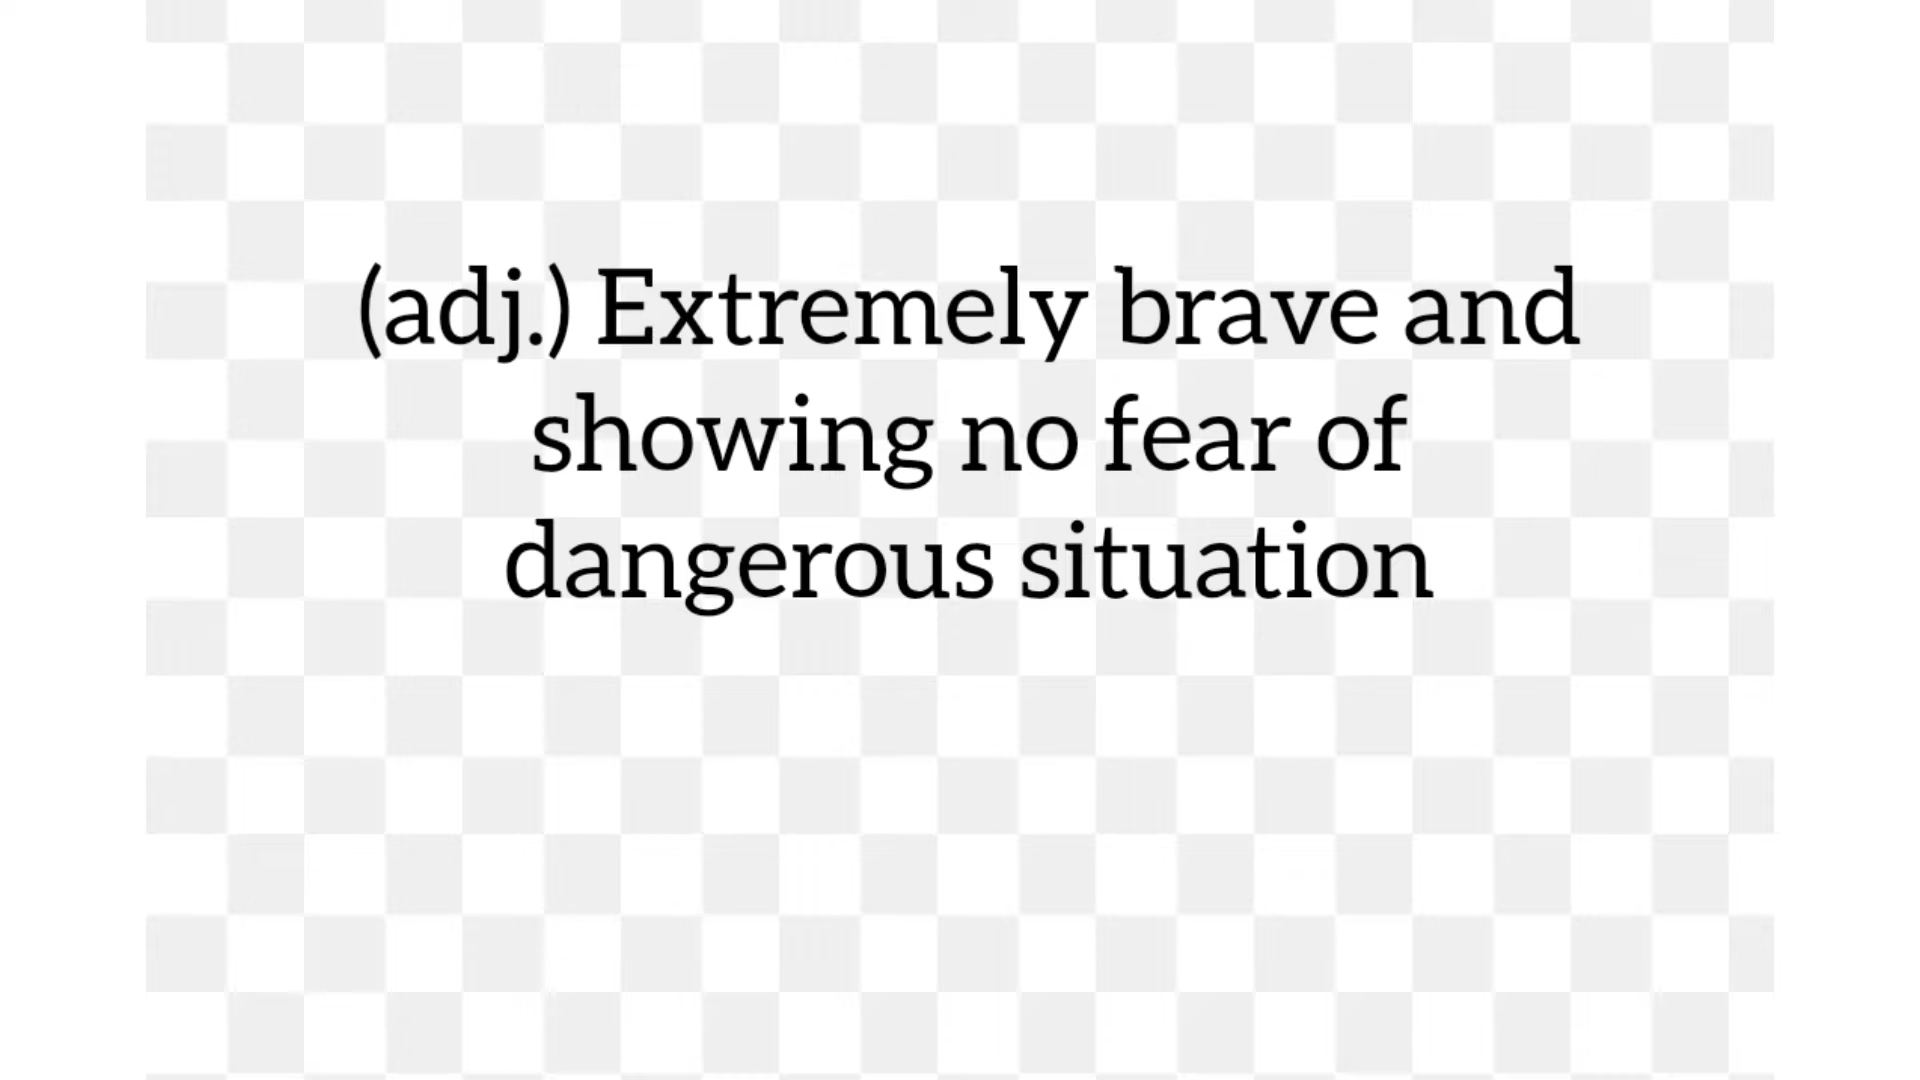 (adj.) Extremely brave and
showing no fear of
dangerous situation